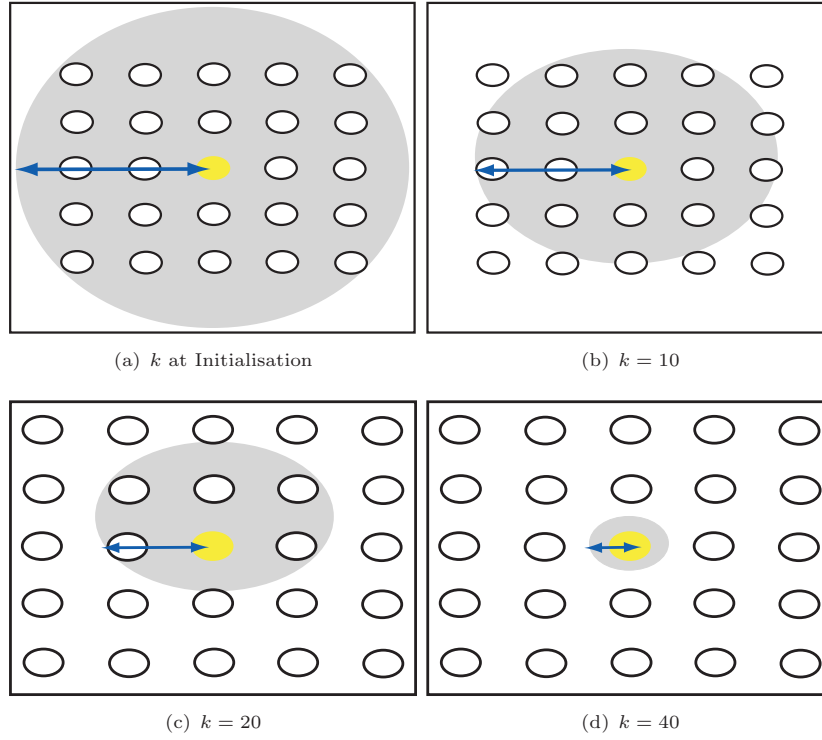 (a) k at Initialisation
(b) k = 10
(c) k = 20
(d) k = 40